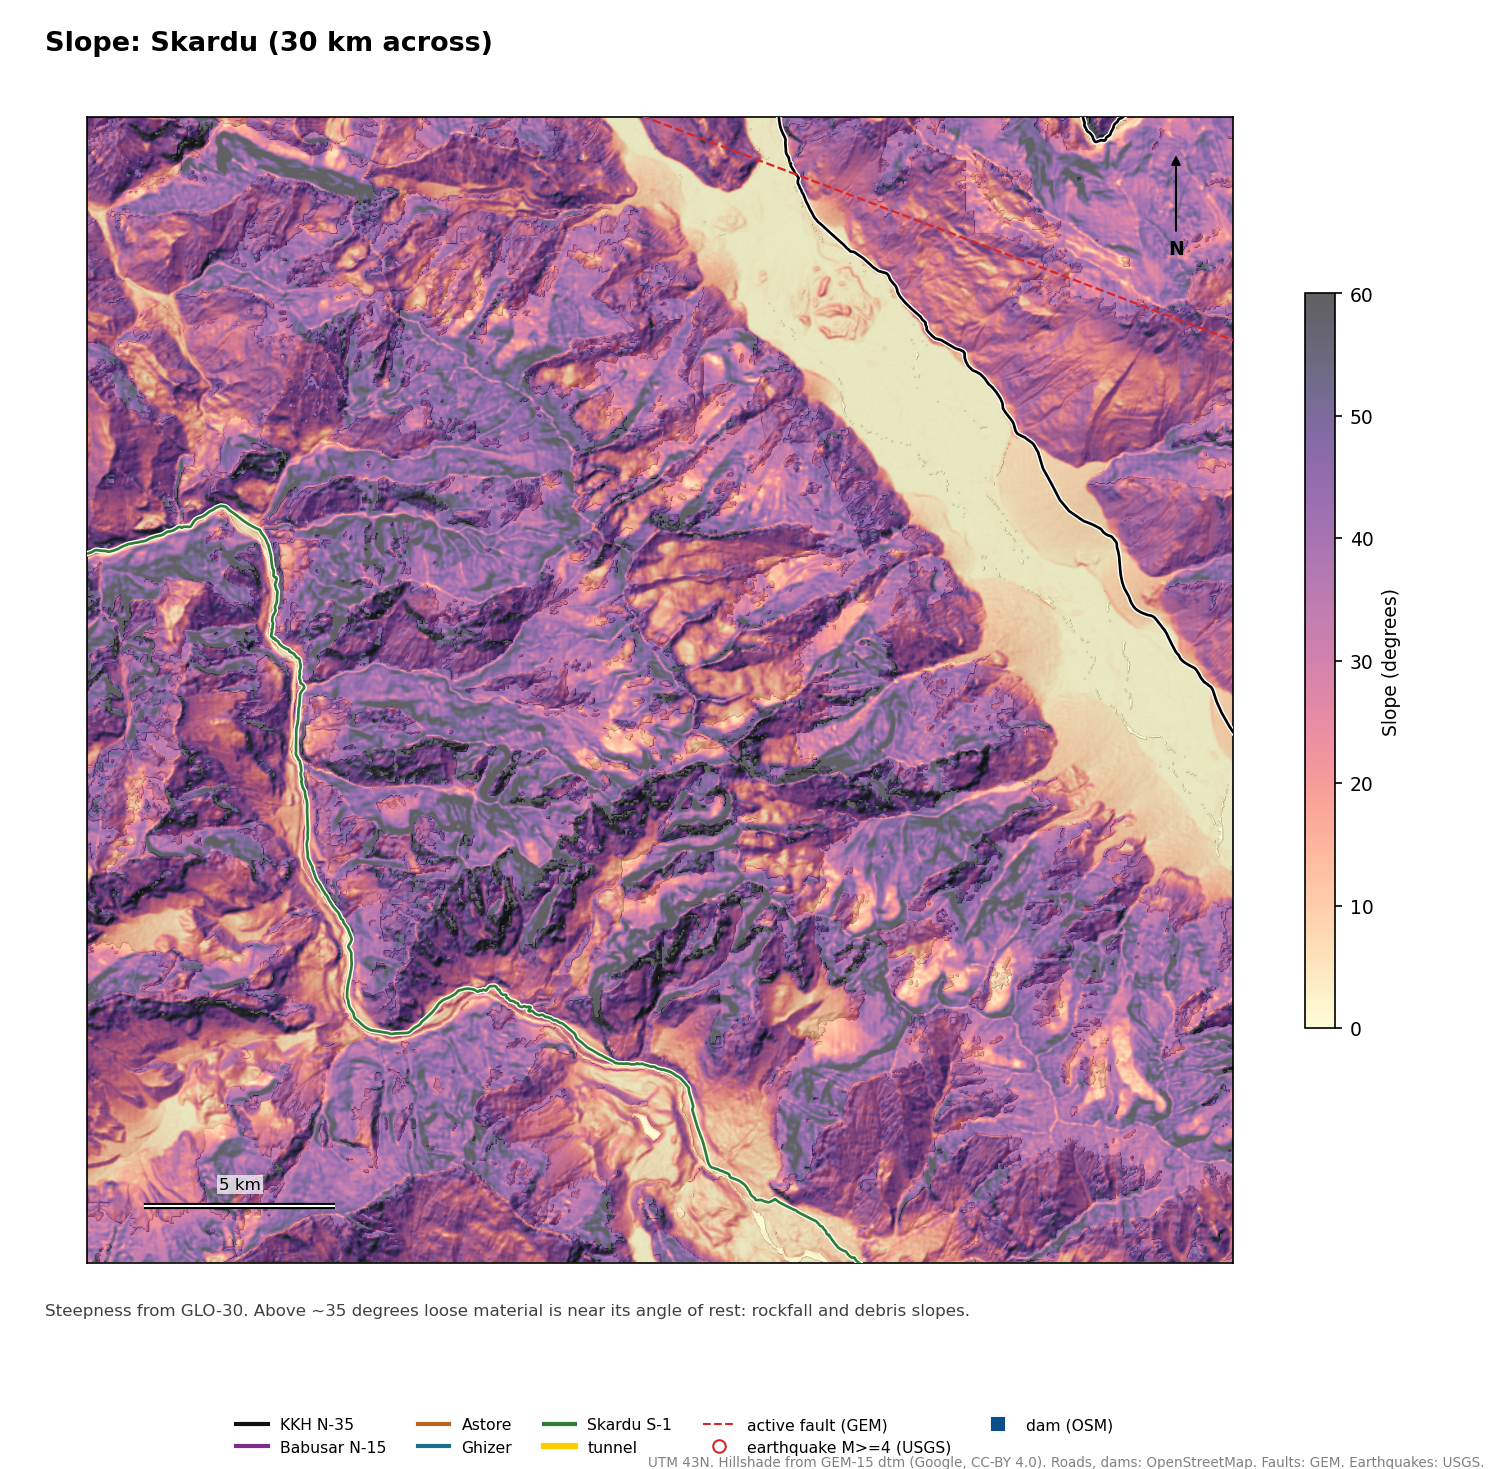 Slope: Skardu (30 km across)
N
60
50
40
30
20
10
0
Slope (degrees)
5 km
Steepness from GLO-30. Above ~35 degrees loose material is near its angle of rest: rockfall and debris slopes.
KKH N-35
Babusar N-15
Astore
Ghizer
Skardu S-1
tunnel
active fault (GEM)
earthquake M>=4 (USGS)
dam (OSM)
UTM 43N. Hillshade from GEM-15 dtm (Google, CC-BY 4.0). Roads, dams: OpenStreetMap. Faults: GEM. Earthquakes: USGS.